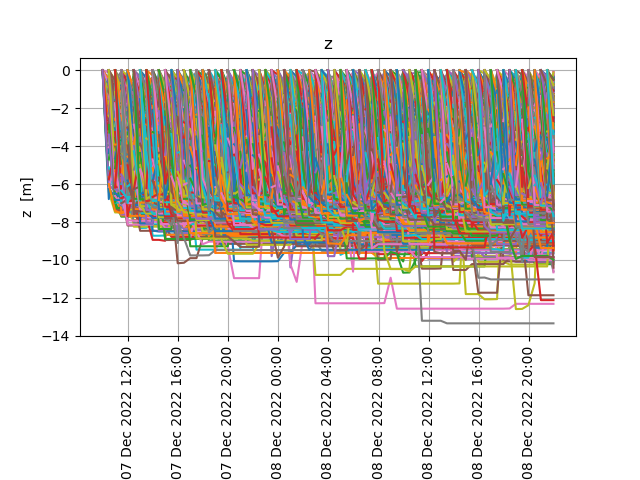 z
0
−2
−4
−6
−8
−10
−12
−14
z [m]
07 Dec 2022 12:00
07 Dec 2022 16:00
07 Dec 2022 20:00
08 Dec 2022 00:00
08 Dec 2022 04:00
08 Dec 2022 08:00
08 Dec 2022 12:00
08 Dec 2022 16:00
08 Dec 2022 20:00